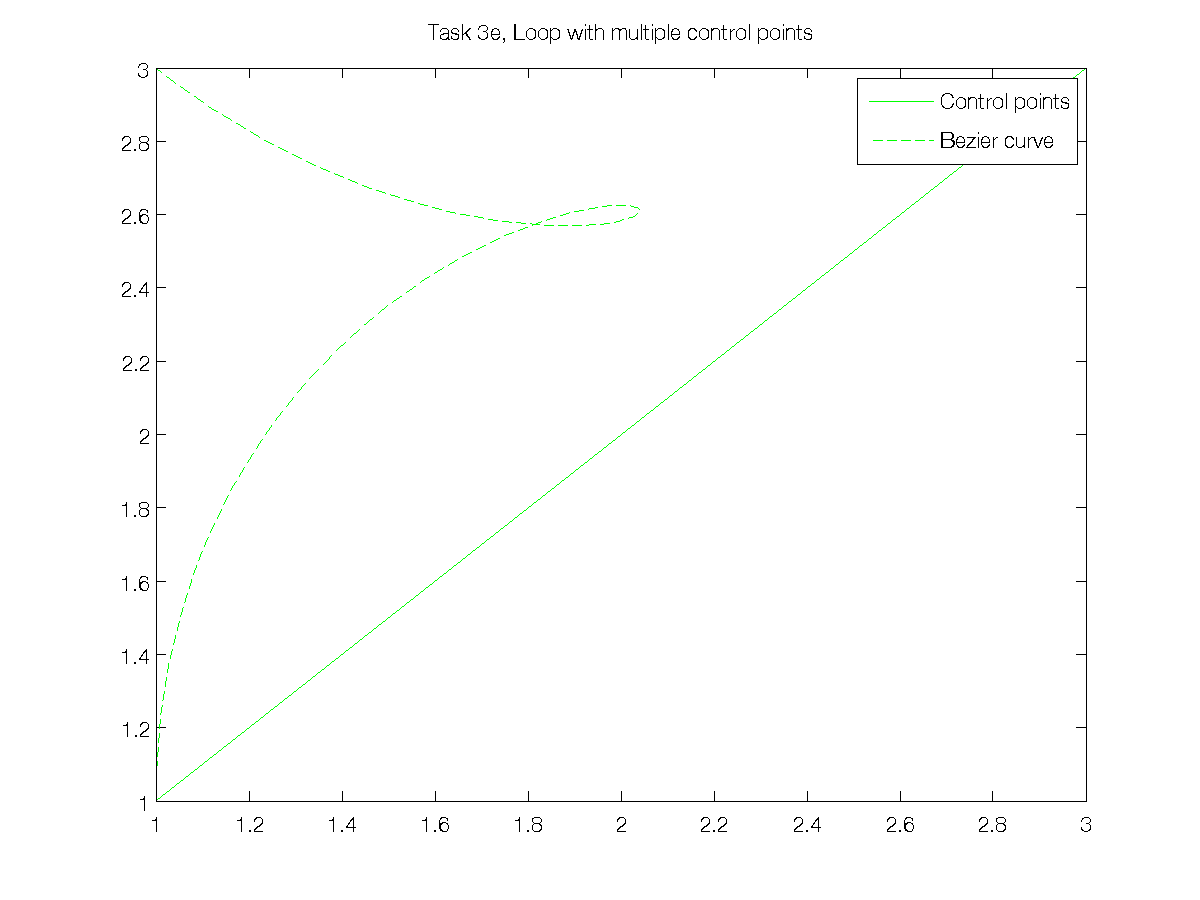 Task 3e, Loop with multiple control points
3
2.8
2.6
2.4
2.2
2
1.8
1.6
1.4
1.2
1
Control points
Bezier curve
1 1.2 1.4 1.6 1.8 2 2.2 2.4 2.6 2.8 3